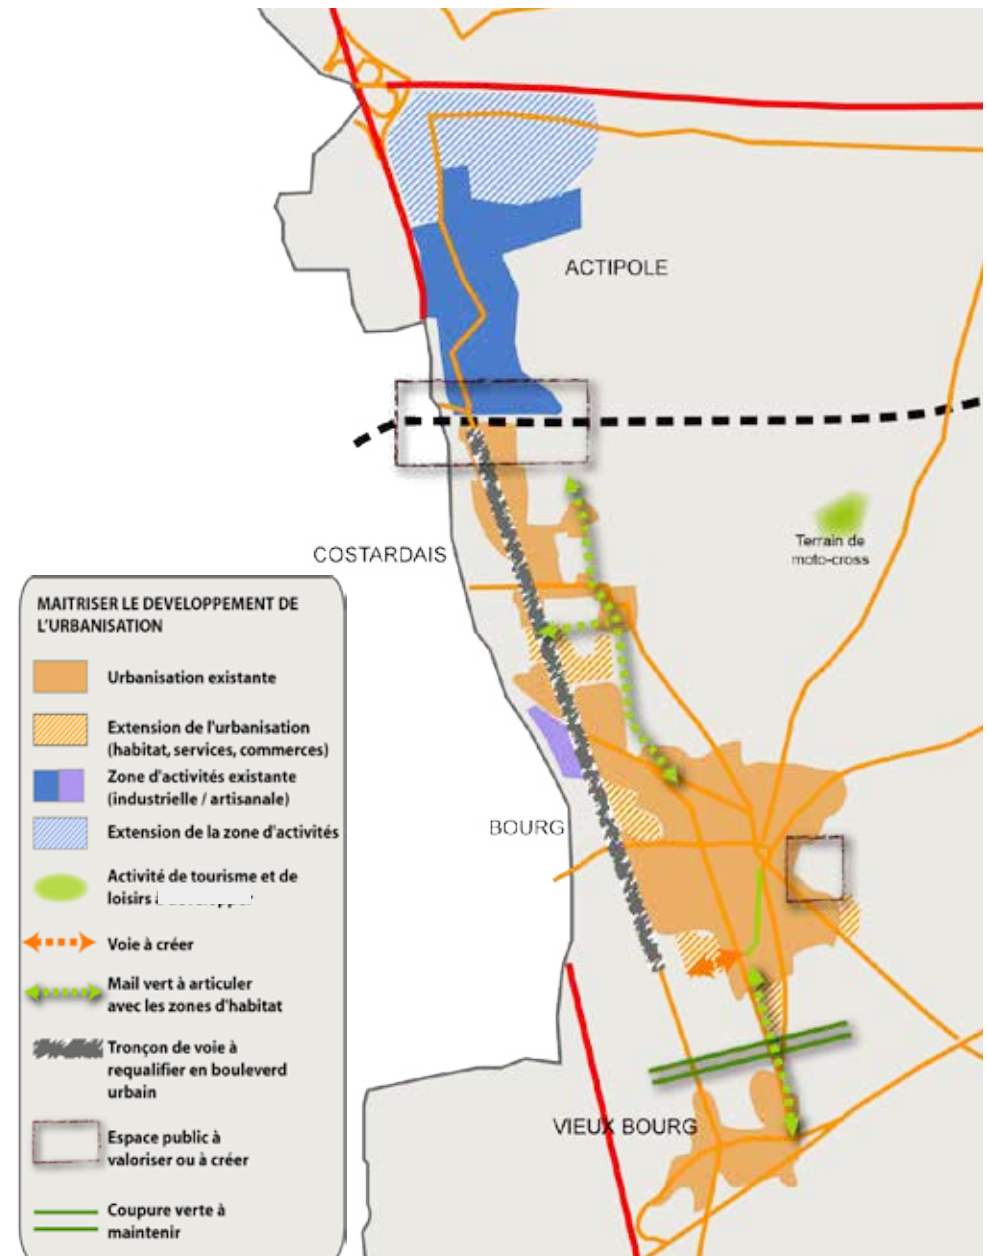 ACTIPOLE
COSTARDAIS
Terrain de
moto-cross
BOURG
VIEUX BOURG
MAITRISER LE DEVELOPPEMENT DE
L'URBANISATION
Urbanisation existante
Extension de l'urbanisation
(habitat, services, commerces)
Zone d'activités existante
(industrielle / artisanale)
Extension de la zone d'activités
Activité de tourisme et de
loisirs
Voie à créer
Mail vert à articuler
avec les zones d'habitat
Tronçon de voie à
requalifier en bouleverd
urbain
Espace public à
valoriser ou à créer
Coupure verte à
maintenir